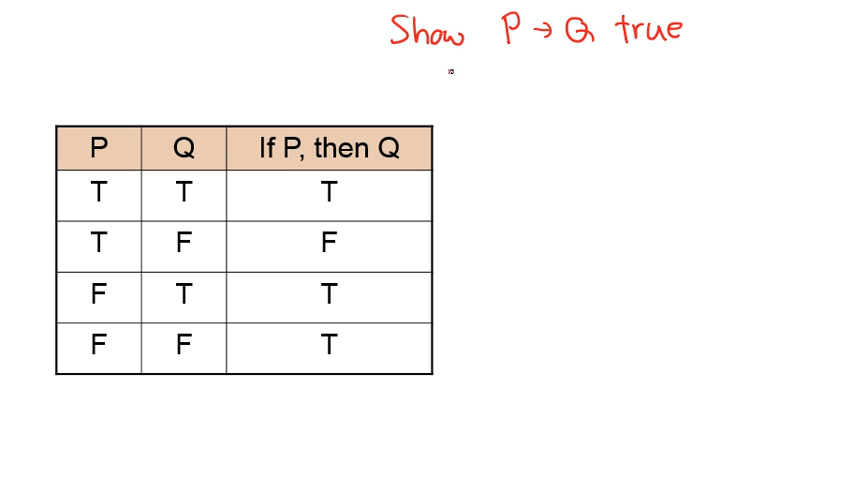 Show P → Q true
P Q If P, then Q
T T T
T F F
F T T
F F T